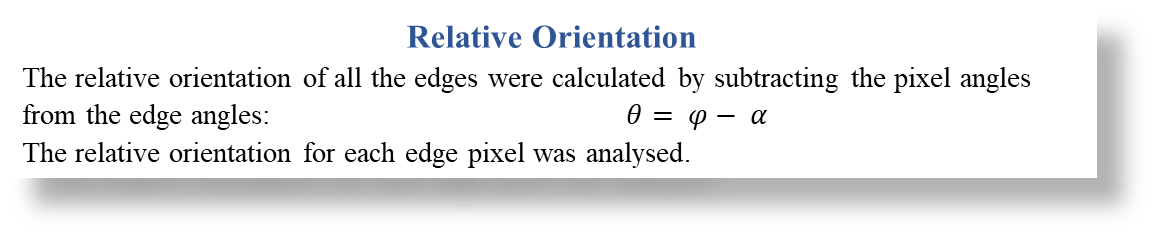 Relative Orientation
The relative orientation of all the edges were calculated by subtracting the pixel angles
from the edge angles: θ = φ − α
The relative orientation for each edge pixel was analysed.